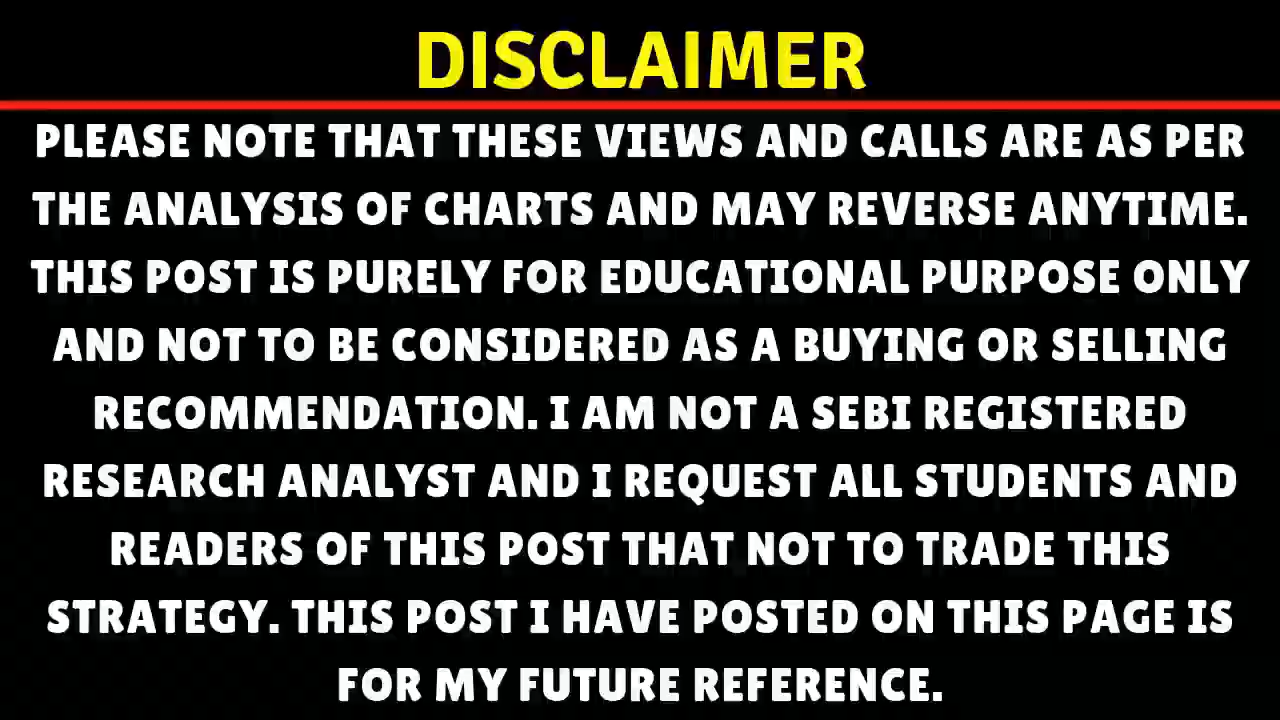 DISCLAIMER
PLEASE NOTE THAT THESE VIEWS AND CALLS ARE AS PER
THE ANALYSIS OF CHARTS AND MAY REVERSE ANYTIME.
THIS POST IS PURELY FOR EDUCATIONAL PURPOSE ONLY
AND NOT TO BE CONSIDERED AS A BUYING OR SELLING
RECOMMENDATION. I AM NOT A SEBI REGISTERED
RESEARCH ANALYST AND I REQUEST ALL STUDENTS AND
READERS OF THIS POST THAT NOT TO TRADE THIS
STRATEGY. THIS POST I HAVE POSTED ON THIS PAGE IS
FOR MY FUTURE REFERENCE.